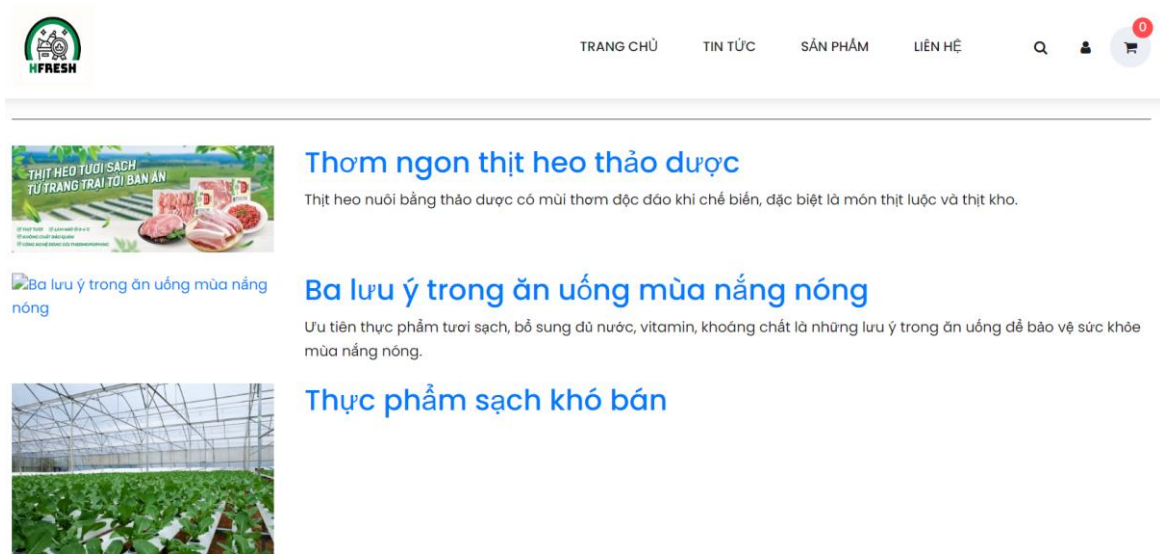 HFRESH
TRANG CHỦ TIN TỨC SẢN PHẨM LIÊN HỆ
0
THỊT HEO TƯƠI SẠCH
TỪ TRANG TRẠI TỚI BÀN ĂN
Thơm ngon thịt heo thảo dược
Thịt heo nuôi bằng thảo dược có mùi thơm độc đáo khi chế biến, đặc biệt là món thịt luộc và thịt kho.
Ba lưu ý trong ăn uống mùa nắng
nóng
Ba lưu ý trong ăn uống mùa nắng nóng
Ưu tiên thực phẩm tươi sạch, bổ sung đủ nước, vitamin, khoáng chất là những lưu ý trong ăn uống để bảo vệ sức khỏe
mùa nắng nóng.
Thực phẩm sạch khó bán